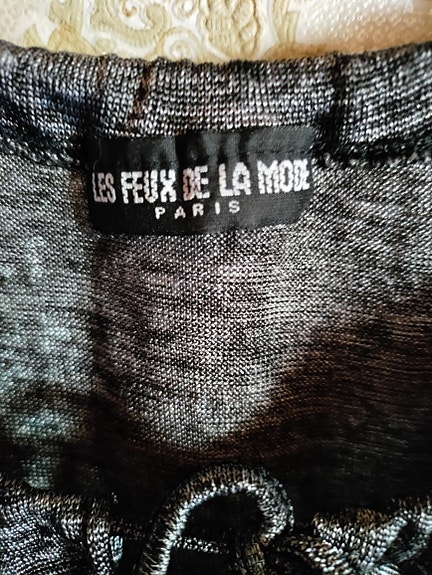 LES FEUX DE LA MODE
PARIS